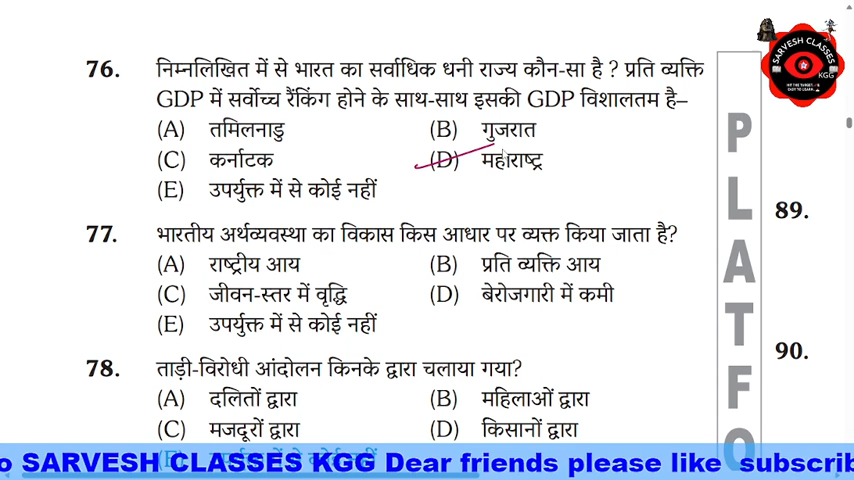 SARVESH CLASSES
KGG
76. निम्नलिखित में से भारत का सर्वाधिक धनी राज्य कौन-सा है ? प्रति व्यक्ति
GDP में सर्वोच्च रैंकिंग होने के साथ-साथ इसकी GDP विशालतम है–
(A) तमिलनाडु (B) गुजरात
(C) कर्नाटक (D) महाराष्ट्र
(E) उपर्युक्त में से कोई नहीं
77. भारतीय अर्थव्यवस्था का विकास किस आधार पर व्यक्त किया जाता है?
(A) राष्ट्रीय आय (B) प्रति व्यक्ति आय
(C) जीवन-स्तर में वृद्धि (D) बेरोजगारी में कमी
(E) उपर्युक्त में से कोई नहीं
78. ताड़ी-विरोधी आंदोलन किनके द्वारा चलाया गया?
(A) दलितों द्वारा (B) महिलाओं द्वारा
(C) मजदूरों द्वारा (D) किसानों द्वारा
PLATFO
89.
90.
o SARVESH CLASSES KGG Dear friends please like subscrib